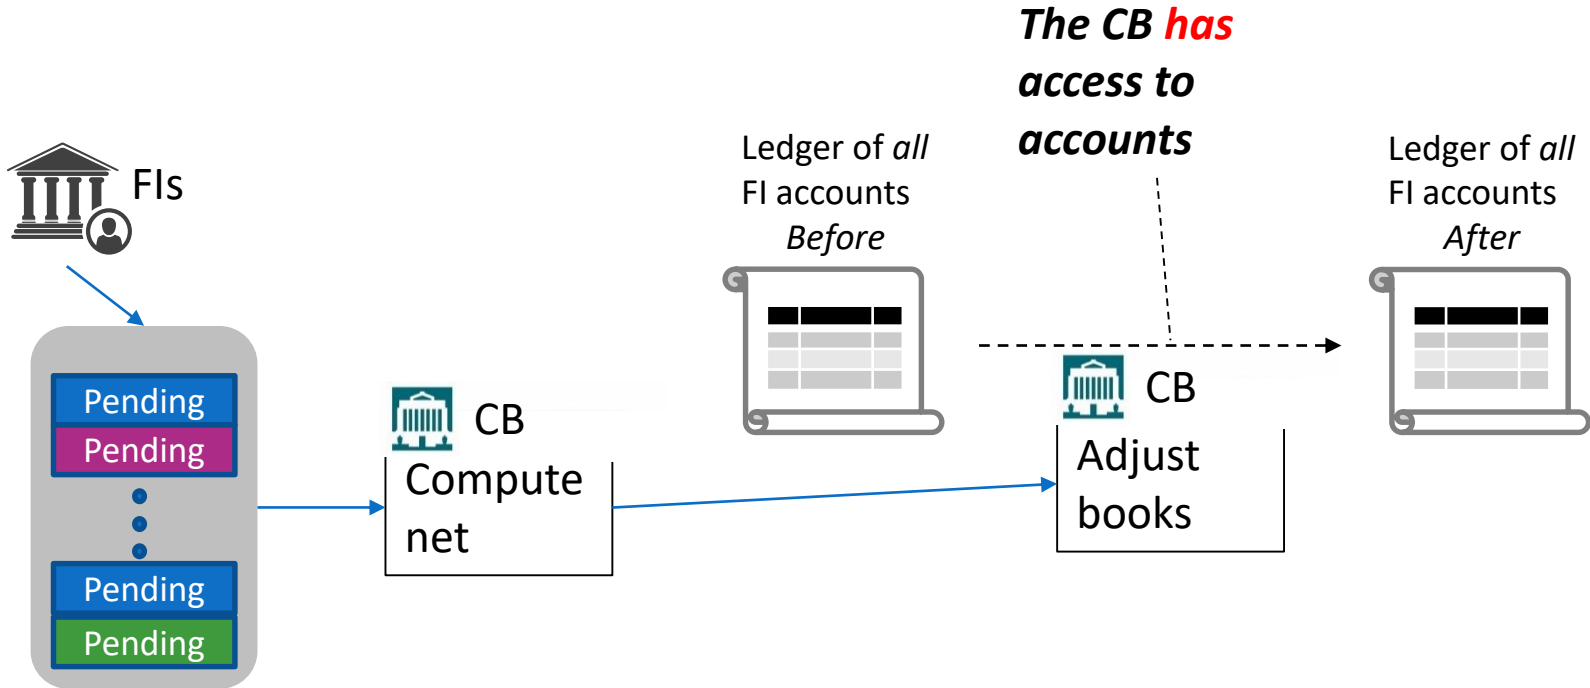 The CB has
access to
accounts
Ledger of all
FI accounts
Before
Ledger of all
FI accounts
After
FIs
Pending
Pending
Pending
Pending
CB
Compute
net
CB
Adjust
books